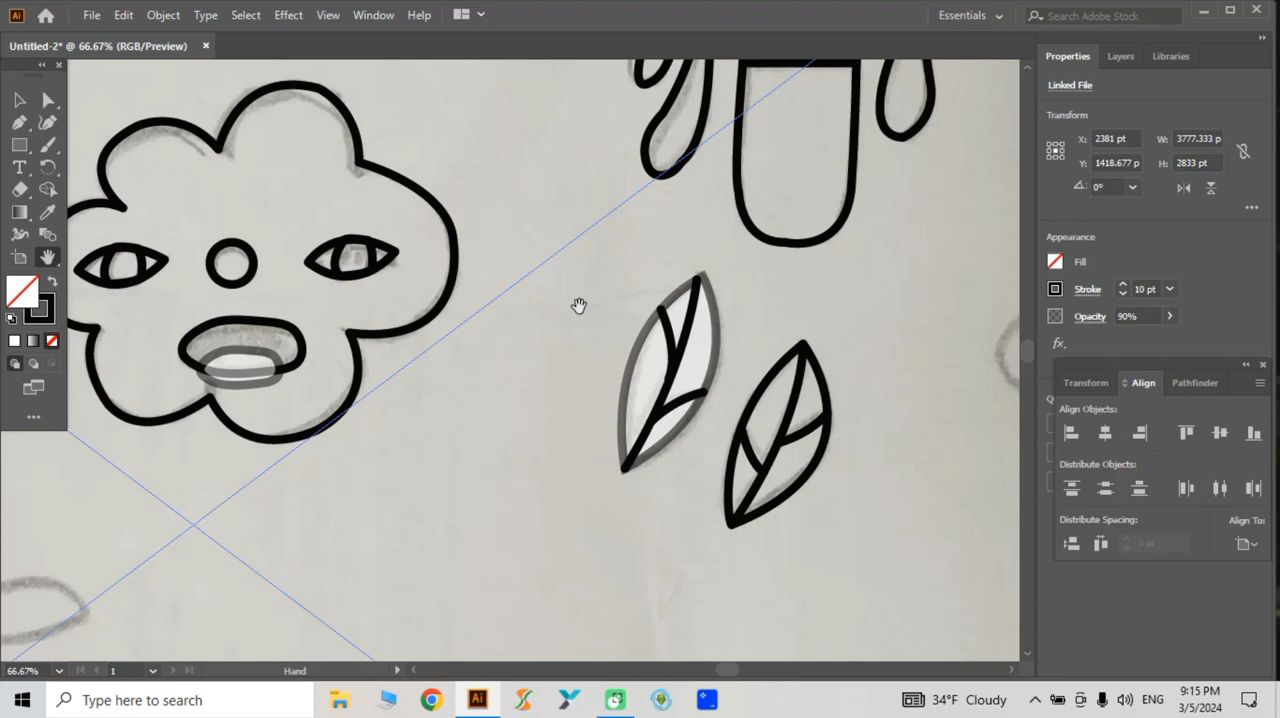 Ai File Edit Object Type Select Effect View Window Help Essentials Search Adobe Stock
Untitled-2* @ 66.67% (RGB/Preview)
Properties Layers Libraries
Linked File
Transform
X: 2381 pt W: 3777.333 p
Y: 1418.677 p H: 2833 pt
0°
Appearance
Fill
Stroke 10 pt
Opacity 90%
fx.
Transform Align Pathfinder
Align Objects:
Distribute Objects:
Distribute Spacing: Align To:
0 pt
66.67% 1 Hand
Type here to search Ai 34°F Cloudy ENG 9:15 PM
3/5/2024